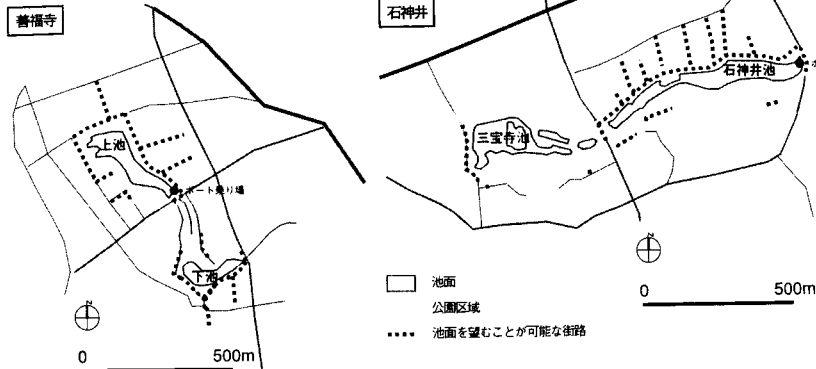 善福寺
上池
ボート乗り場
下池
N
0 500m
石神井
石神井池
三宝寺池
N
0 500m
池面
公園区域
池面を望むことが可能な街路